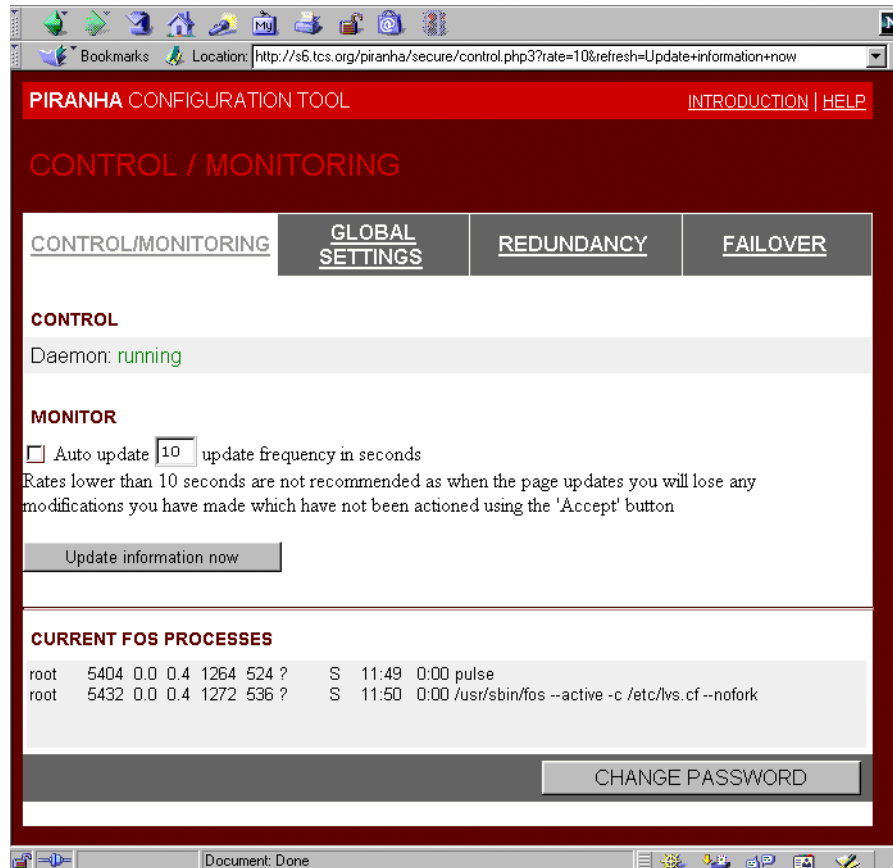 My
Bookmarks Location: http://s6.tcs.org/piranha/secure/control.php3?rate=10&refresh=Update+information+now
PIRANHA CONFIGURATION TOOL INTRODUCTION | HELP
CONTROL / MONITORING
CONTROL/MONITORING GLOBAL SETTINGS REDUNDANCY FAILOVER
CONTROL
Daemon: running
MONITOR
Auto update 10 update frequency in seconds
Rates lower than 10 seconds are not recommended as when the page updates you will lose any
modifications you have made which have not been actioned using the 'Accept' button
Update information now
CURRENT FOS PROCESSES
root 5404 0.0 0.4 1264 524 ? S 11:49 0:00 pulse
root 5432 0.0 0.4 1272 536 ? S 11:50 0:00 /usr/sbin/fos --active -c /etc/lvs.cf --nofork
CHANGE PASSWORD
Document: Done